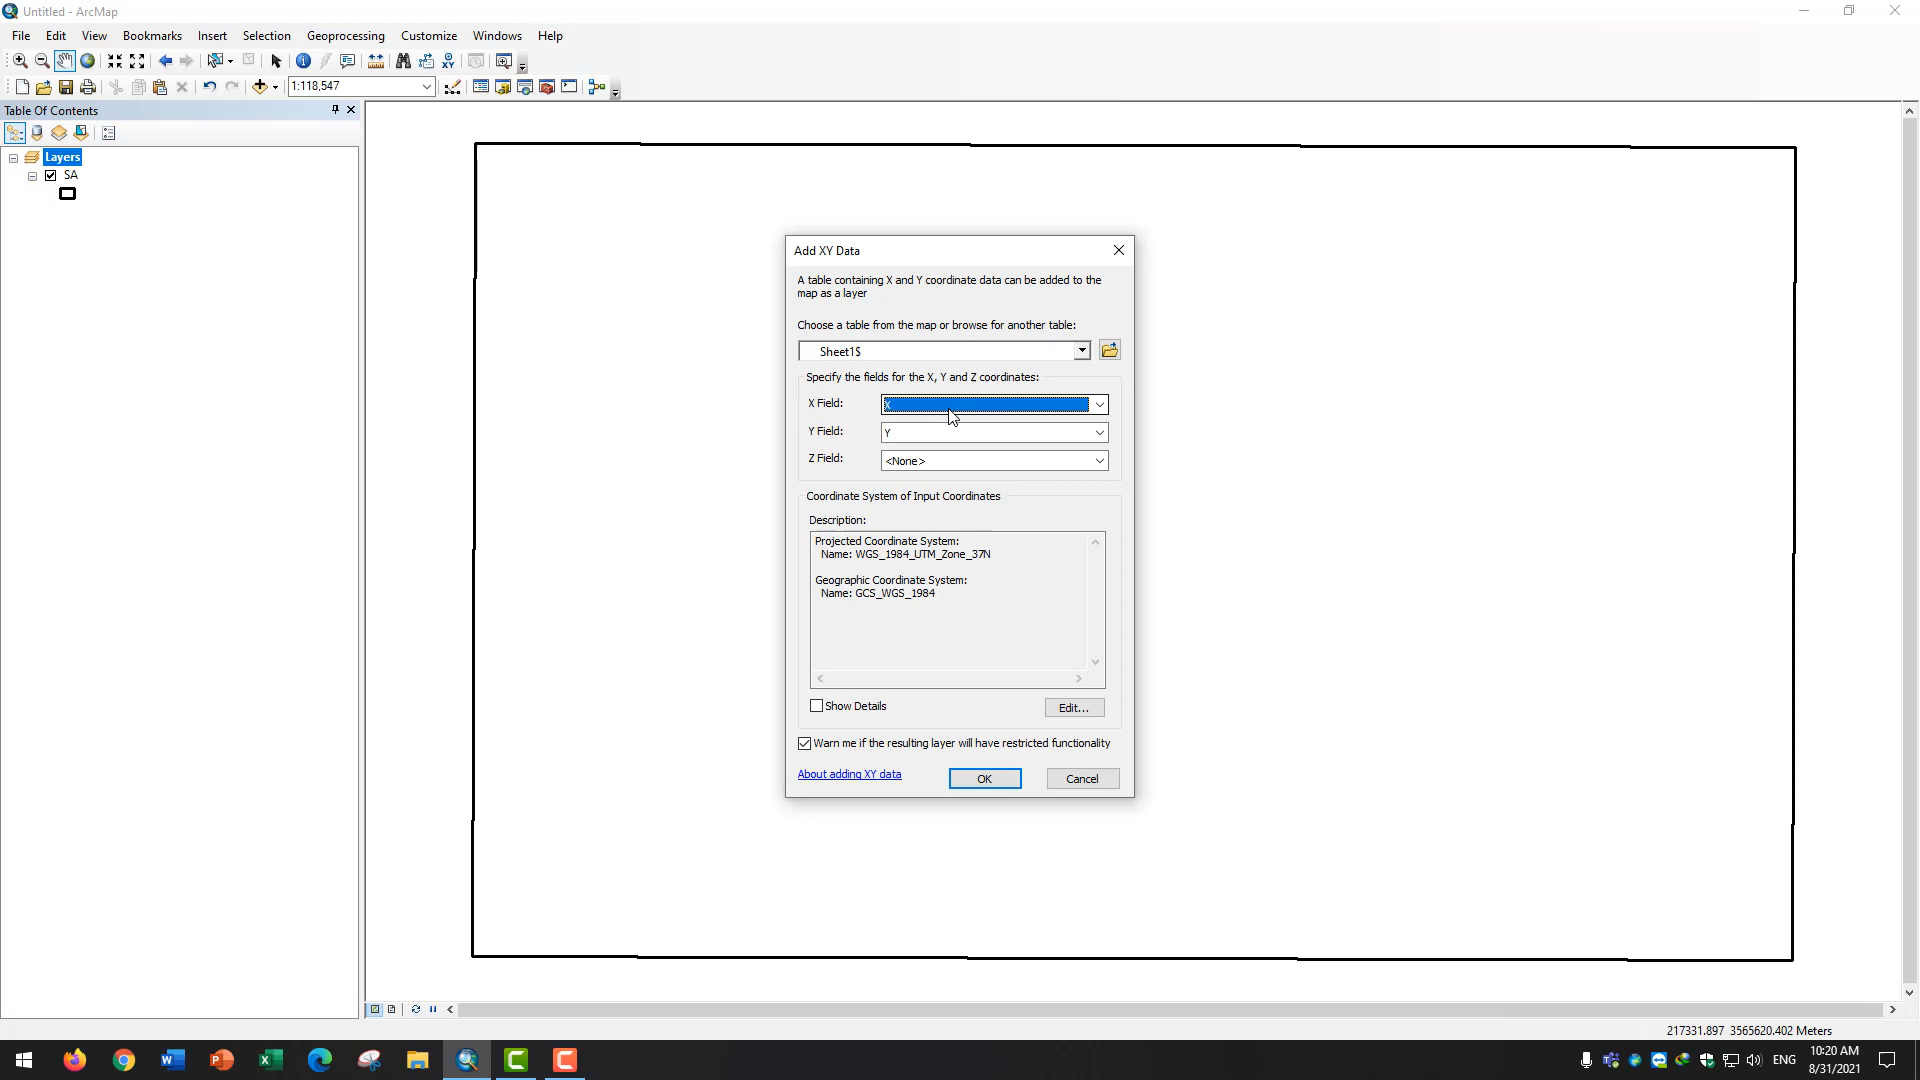 Untitled - ArcMap
File Edit View Bookmarks Insert Selection Geoprocessing Customize Windows Help
1:118,547
Table Of Contents
Layers
SA
Add XY Data
A table containing X and Y coordinate data can be added to the
map as a layer
Choose a table from the map or browse for another table:
Sheet1$
Specify the fields for the X, Y and Z coordinates:
X Field: X
Y Field: Y
Z Field: <None>
Coordinate System of Input Coordinates
Description:
Projected Coordinate System:
Name: WGS_1984_UTM_Zone_37N
Geographic Coordinate System:
Name: GCS_WGS_1984
Show Details Edit...
Warn me if the resulting layer will have restricted functionality
About adding XY data OK Cancel
217331.897 3565620.402 Meters
ENG
10:20 AM
8/31/2021